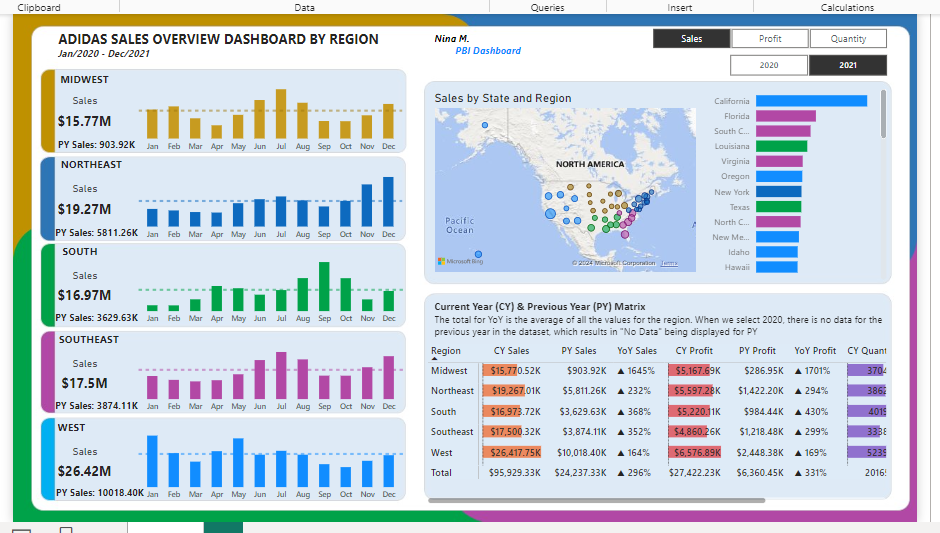 Clipboard Data Queries Insert Calculations
ADIDAS SALES OVERVIEW DASHBOARD BY REGION
Jan/2020 - Dec/2021
Nina M.
PBI Dashboard
Sales Profit Quantity
2020 2021
MIDWEST
Sales
$15.77M
PY Sales: 903.92K
Jan Feb Mar Apr May Jun Jul Aug Sep Oct Nov Dec
NORTHEAST
Sales
$19.27M
PY Sales: 5811.26K
Jan Feb Mar Apr May Jun Jul Aug Sep Oct Nov Dec
SOUTH
Sales
$16.97M
PY Sales: 3629.63K
Jan Feb Mar Apr May Jun Jul Aug Sep Oct Nov Dec
SOUTHEAST
Sales
$17.5M
PY Sales: 3874.11K
Jan Feb Mar Apr May Jun Jul Aug Sep Oct Nov Dec
WEST
Sales
$26.42M
PY Sales: 10018.40K
Jan Feb Mar Apr May Jun Jul Aug Sep Oct Nov Dec
Sales by State and Region
NORTH AMERICA
Pacific
Ocean
A
Microsoft Bing
© 2024 Microsoft Corporation Terms
California
Florida
South C...
Louisiana
Virginia
Oregon
New York
Texas
North C...
New Me...
Idaho
Hawaii
Current Year (CY) & Previous Year (PY) Matrix
The total for YoY is the average of all the values for the region. When we select 2020, there is no data for the
previous year in the dataset, which results in "No Data" being displayed for PY
Region CY Sales PY Sales YoY Sales CY Profit PY Profit YoY Profit CY Quant
Midwest $15,770.52K $903.92K ▲ 1645% $5,167.69K $286.95K ▲ 1701% 3704
Northeast $19,267.01K $5,811.26K ▲ 232% $5,597.28K $1,422.20K ▲ 294% 3862
South $16,973.72K $3,629.63K ▲ 368% $5,220.11K $984.44K ▲ 430% 4019
Southeast $17,500.32K $3,874.11K ▲ 352% $4,860.26K $1,218.48K ▲ 299% 3338
West $26,417.75K $10,018.40K ▲ 164% $6,576.89K $2,448.38K ▲ 169% 5239
Total $95,929.33K $24,237.33K ▲ 296% $27,422.23K $6,360.45K ▲ 331% 2016